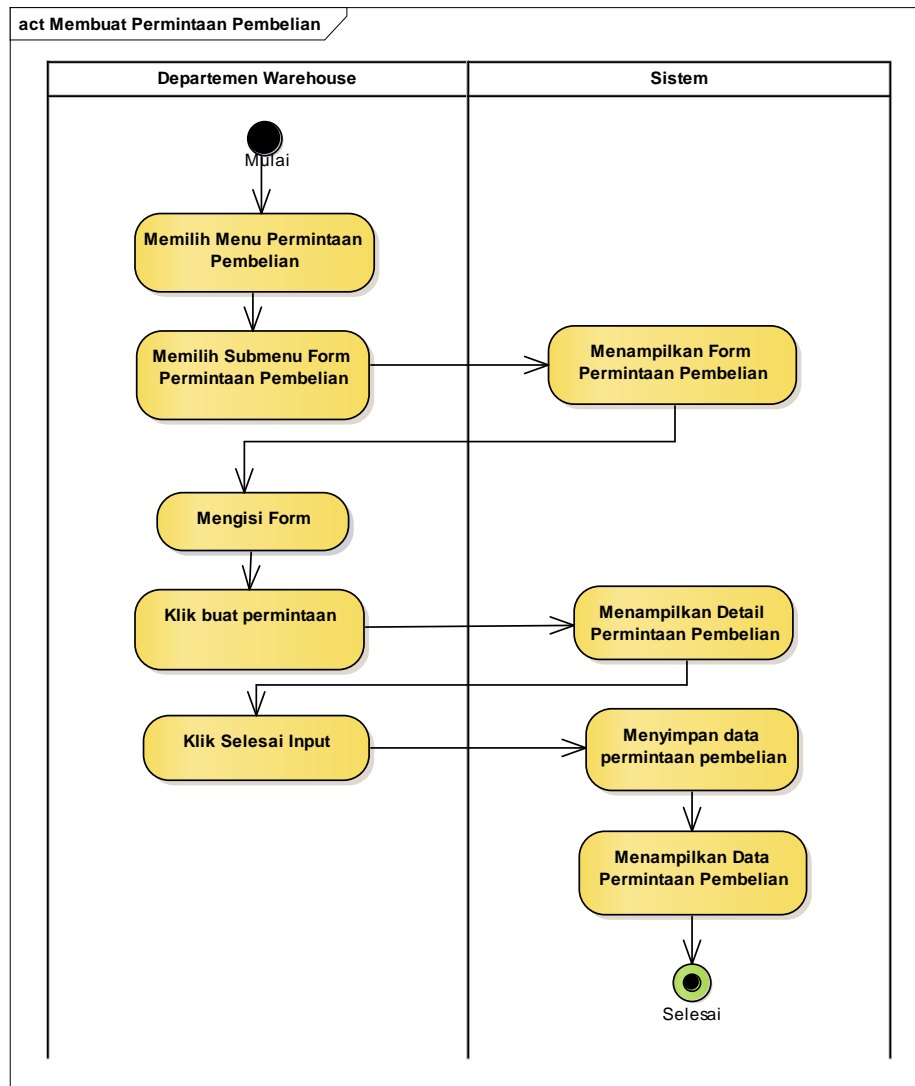 act Membuat Permintaan Pembelian
Departemen Warehouse
Sistem
Mulai
Memilih Menu Permintaan
Pembelian
Memilih Submenu Form
Permintaan Pembelian
Menampilkan Form
Permintaan Pembelian
Mengisi Form
Klik buat permintaan
Menampilkan Detail
Permintaan Pembelian
Klik Selesai Input
Menyimpan data
permintaan pembelian
Menampilkan Data
Permintaan Pembelian
Selesai